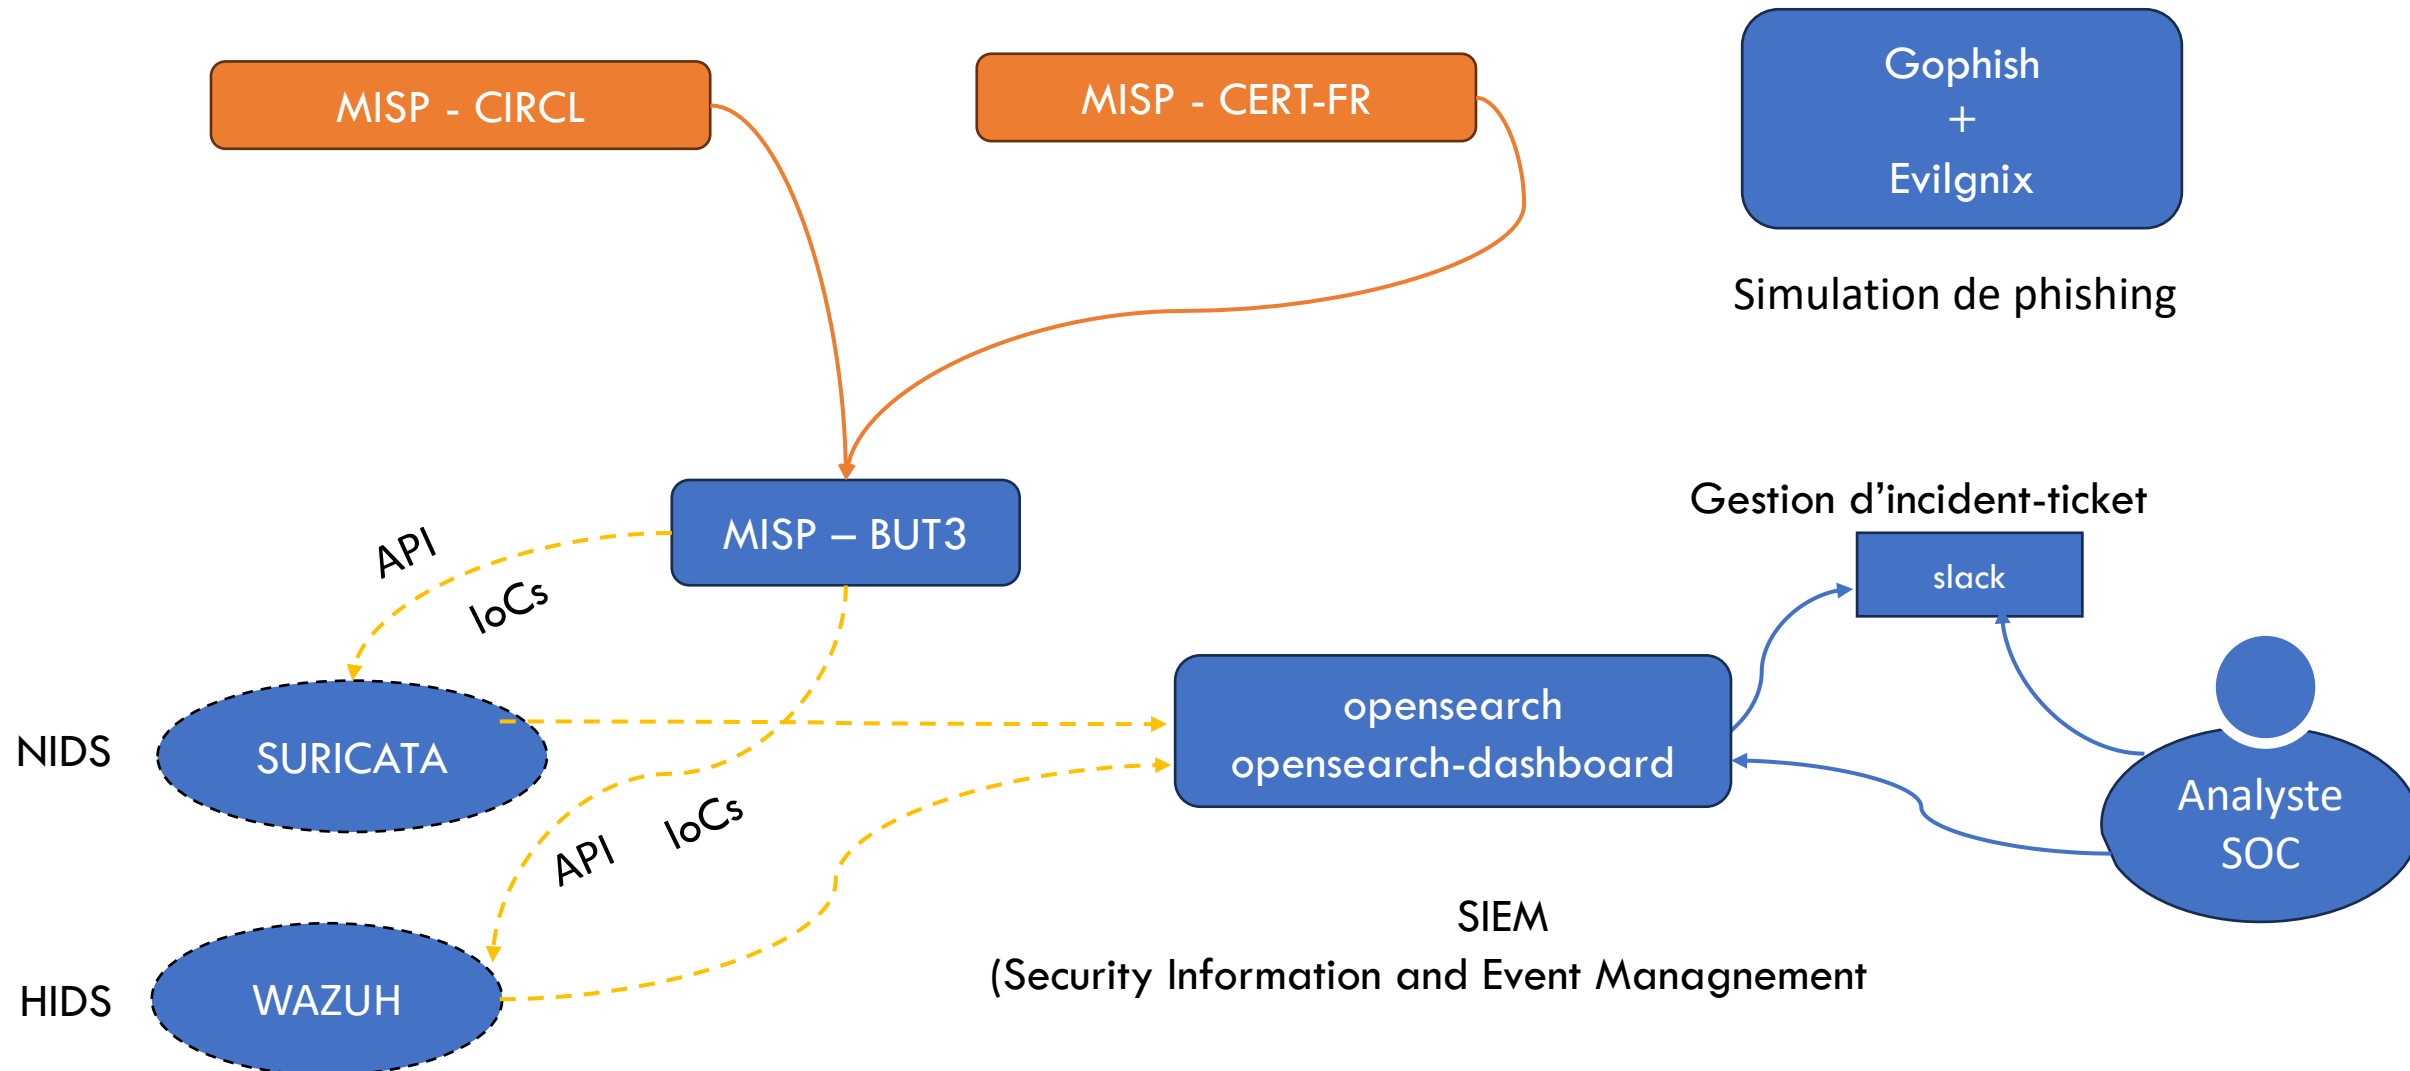 MISP - CIRCL
MISP - CERT-FR
Gophish
+
Evilgnix
Simulation de phishing
MISP – BUT3
API
IoCs
Gestion d’incident-ticket
slack
NIDS
SURICATA
opensearch
opensearch-dashboard
Analyste
SOC
API
IoCs
HIDS
WAZUH
SIEM
(Security Information and Event Managnement